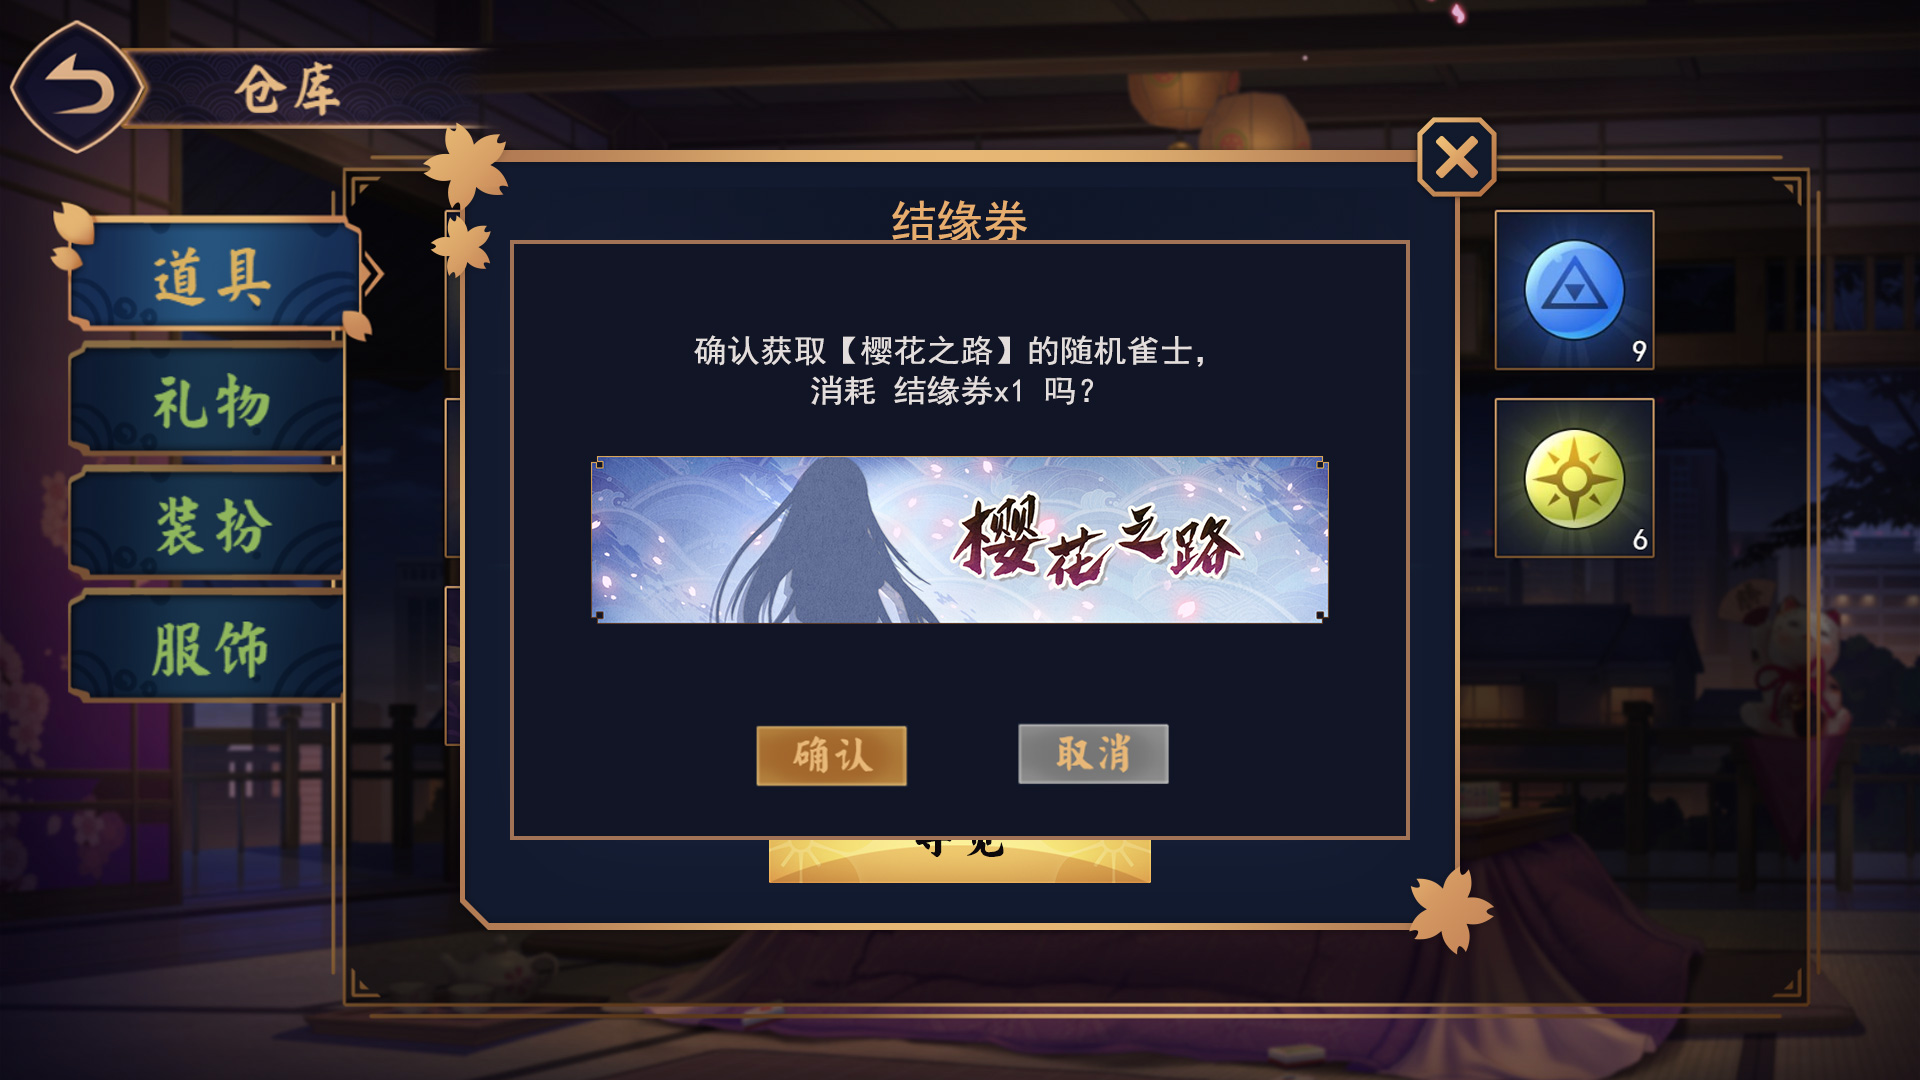 仓库
道具
礼物
装扮
服饰
结缘券
确认获取【樱花之路】的随机雀士，
消耗 结缘券x1 吗？
樱花之路
确认
取消
9
6